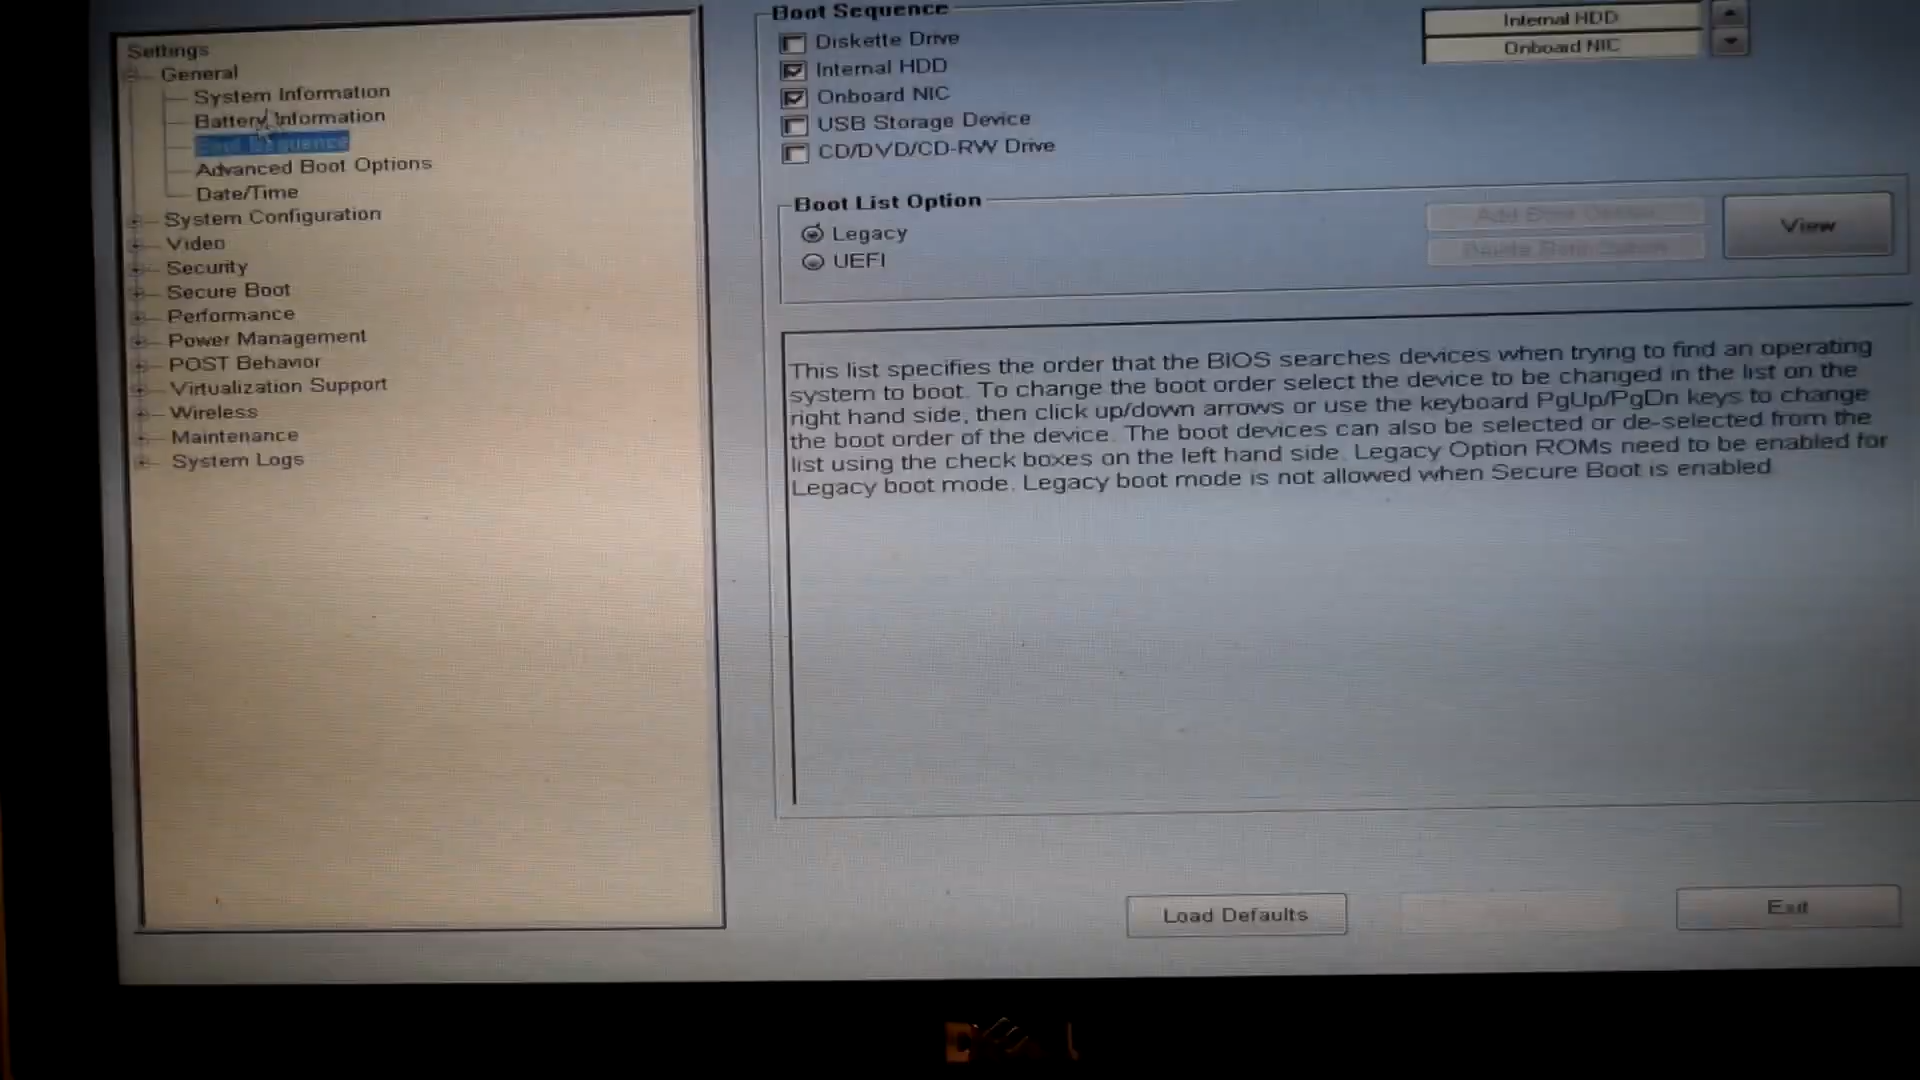 Settings
General
System Information
Battery Information
Boot Sequence
Advanced Boot Options
Date/Time
System Configuration
Video
Security
Secure Boot
Performance
Power Management
POST Behavior
Virtualization Support
Wireless
Maintenance
System Logs
Boot Sequence
Diskette Drive
Internal HDD
Onboard NIC
USB Storage Device
CD/DVD/CD-RW Drive
Internal HDD
Onboard NIC
Boot List Option
Legacy
UEFI
Add Boot Option
Delete Boot Option
View
This list specifies the order that the BIOS searches devices when trying to find an operating
system to boot. To change the boot order select the device to be changed in the list on the
right hand side, then click up/down arrows or use the keyboard PgUp/PgDn keys to change
the boot order of the device. The boot devices can also be selected or de-selected from the
list using the check boxes on the left hand side. Legacy Option ROMs need to be enabled for
Legacy boot mode. Legacy boot mode is not allowed when Secure Boot is enabled.
Load Defaults
Exit